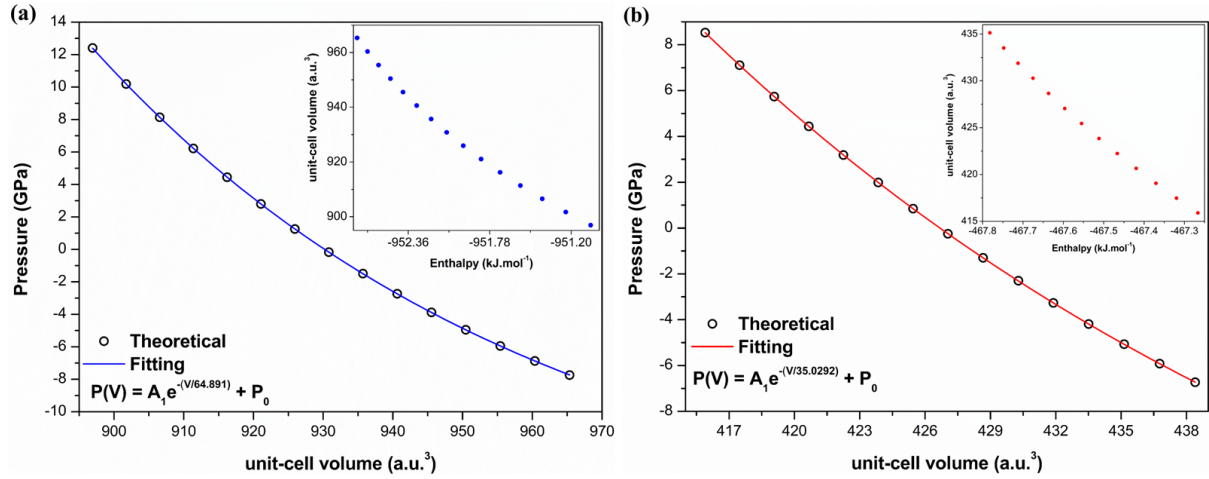 (a)
14
12
10
8
6
4
2
0
-2
-4
-6
-8
-10
Pressure (GPa)
900 910 920 930 940 950 960 970
unit-cell volume (a.u.³)
Theoretical
Fitting
P(V) = A₁e^-(V/64.891) + P₀
960
940
920
900
unit-cell volume (a.u.³)
-952.36 -951.78 -951.20
Enthalpy (kJ.mol⁻¹)
(b)
8
6
4
2
0
-2
-4
-6
-8
Pressure (GPa)
417 420 423 426 429 432 435 438
unit-cell volume (a.u.³)
Theoretical
Fitting
P(V) = A₁e^-(V/35.0292) + P₀
435
430
425
420
415
unit-cell volume (a.u.³)
-467.8 -467.7 -467.6 -467.5 -467.4 -467.3
Enthalpy (kJ.mol⁻¹)